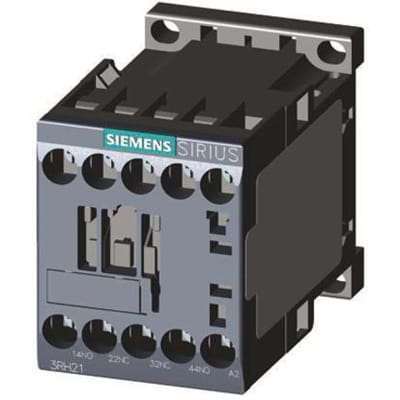 SIEMENS SIRIUS
14NO 22NC 32NC 44NO A2
3RH21